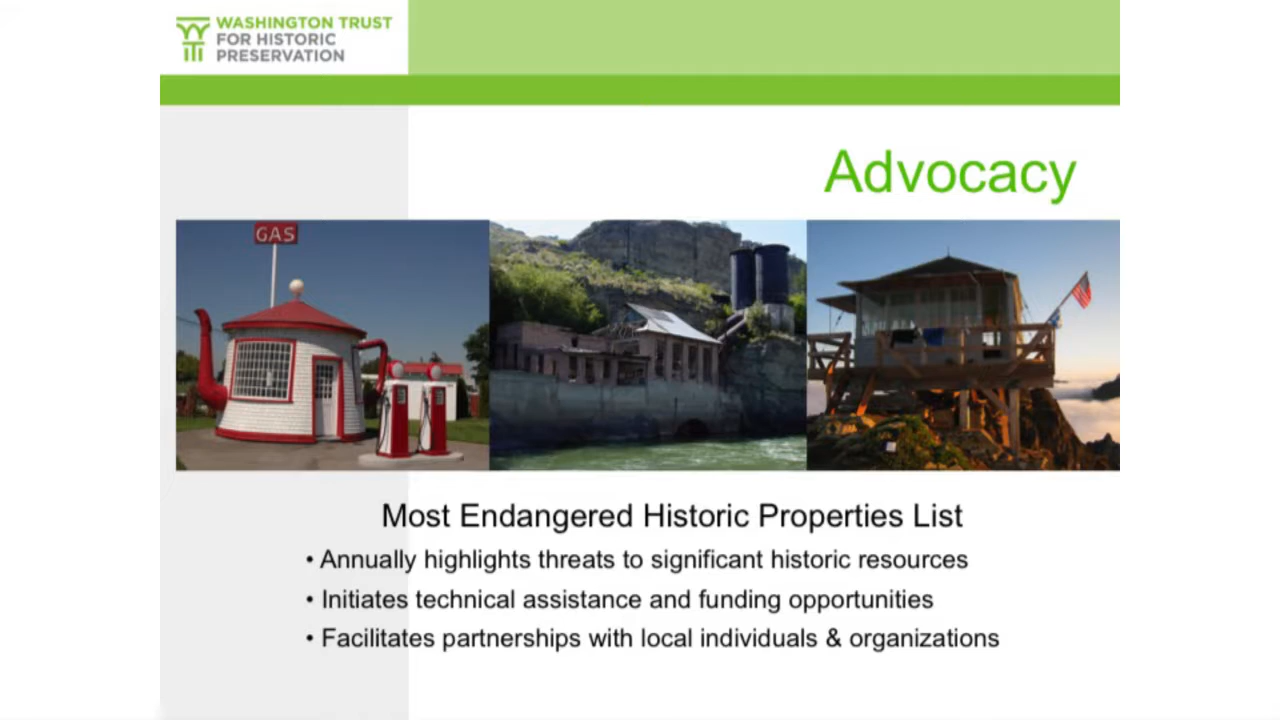 WASHINGTON TRUST
FOR HISTORIC
PRESERVATION
Advocacy
GAS
Most Endangered Historic Properties List
• Annually highlights threats to significant historic resources
• Initiates technical assistance and funding opportunities
• Facilitates partnerships with local individuals & organizations